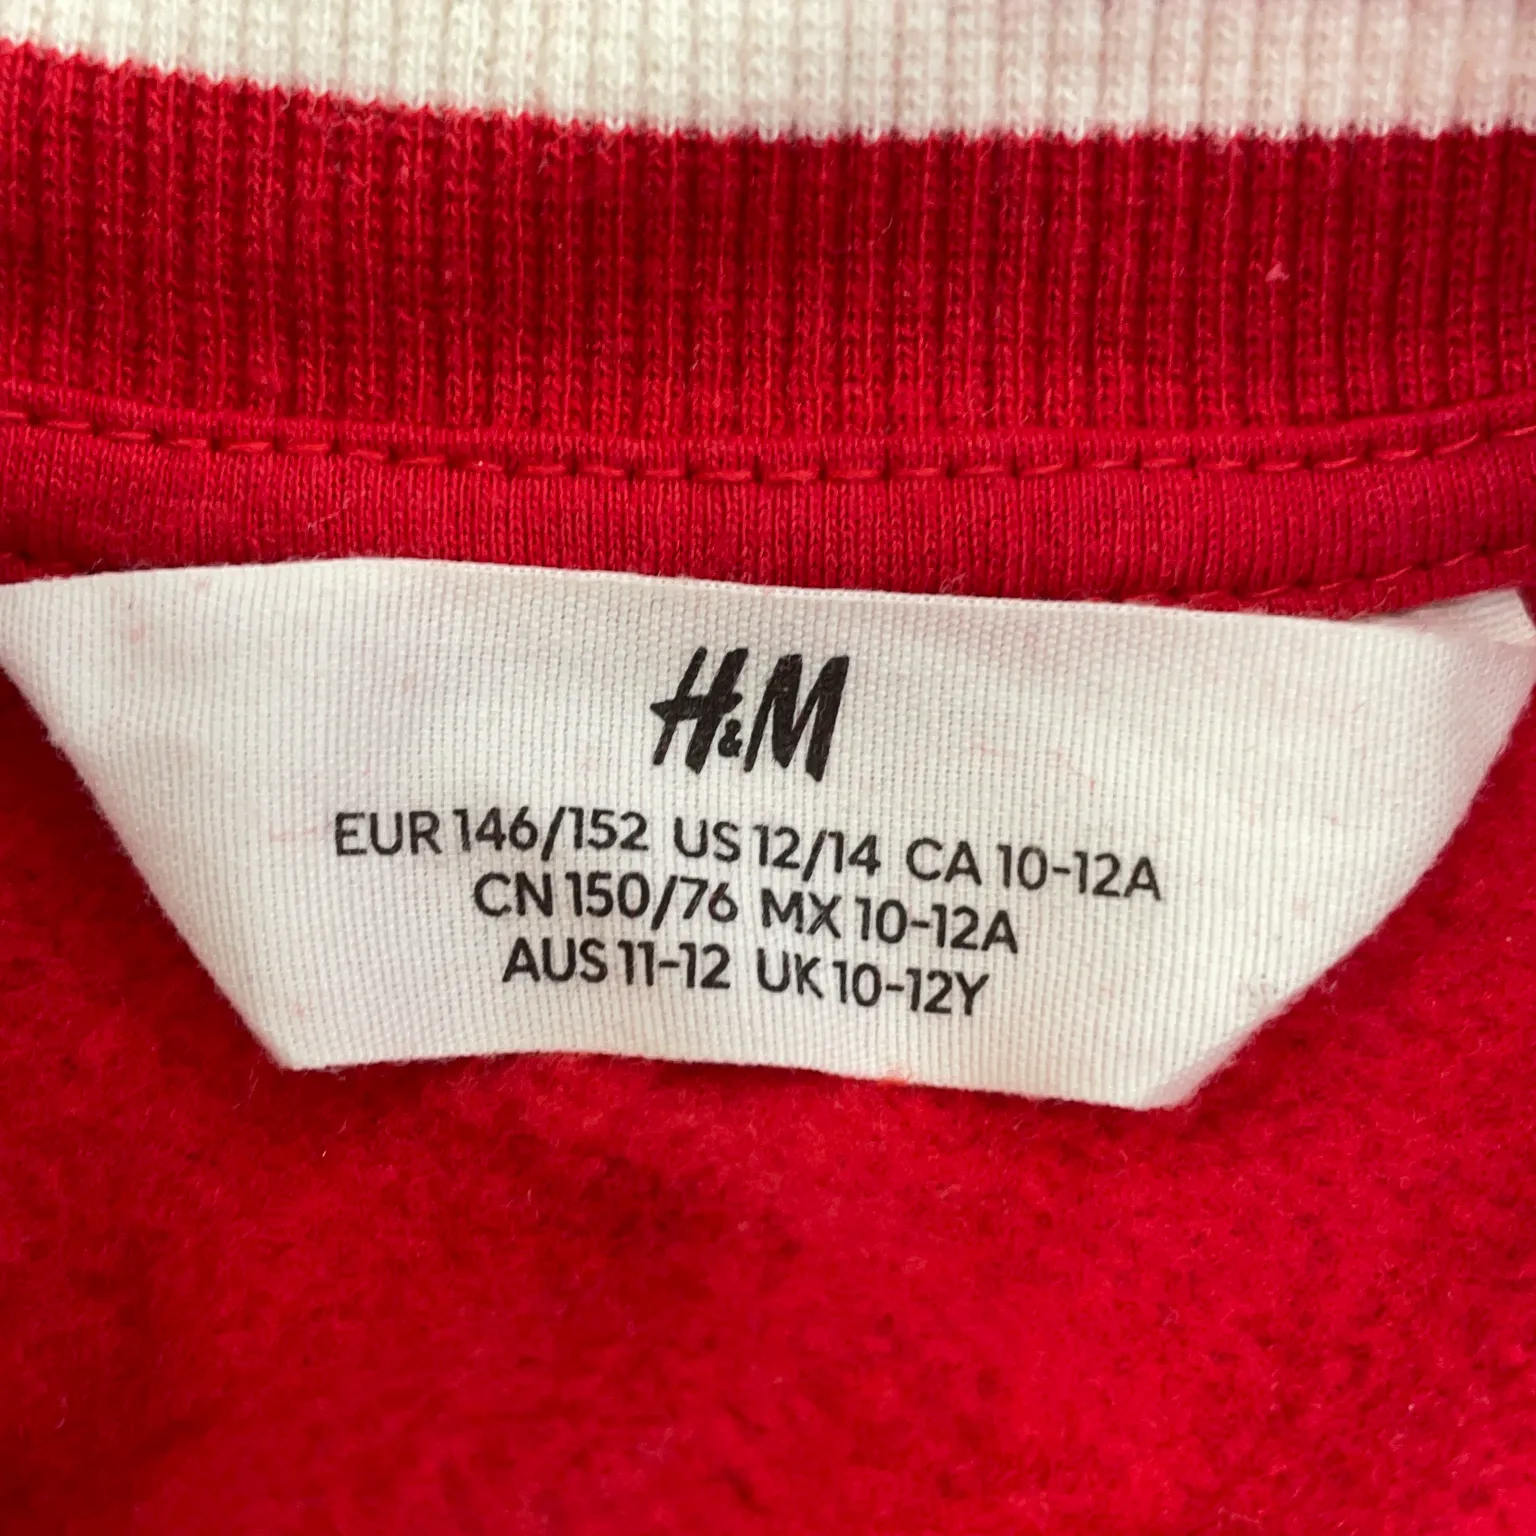 H&M
EUR 146/152 US 12/14 CA 10-12A
CN 150/76 MX 10-12A
AUS 11-12 UK 10-12Y